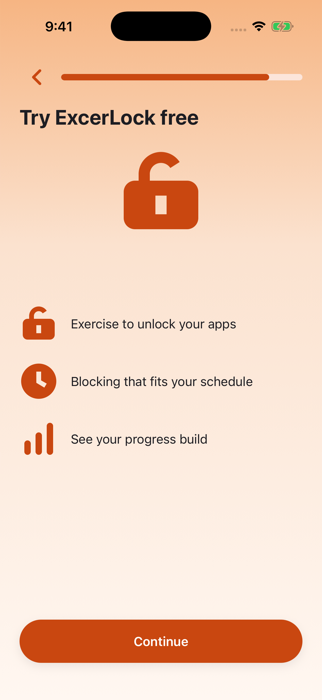 9:41
Try ExcerLock free
Exercise to unlock your apps
Blocking that fits your schedule
See your progress build
Continue